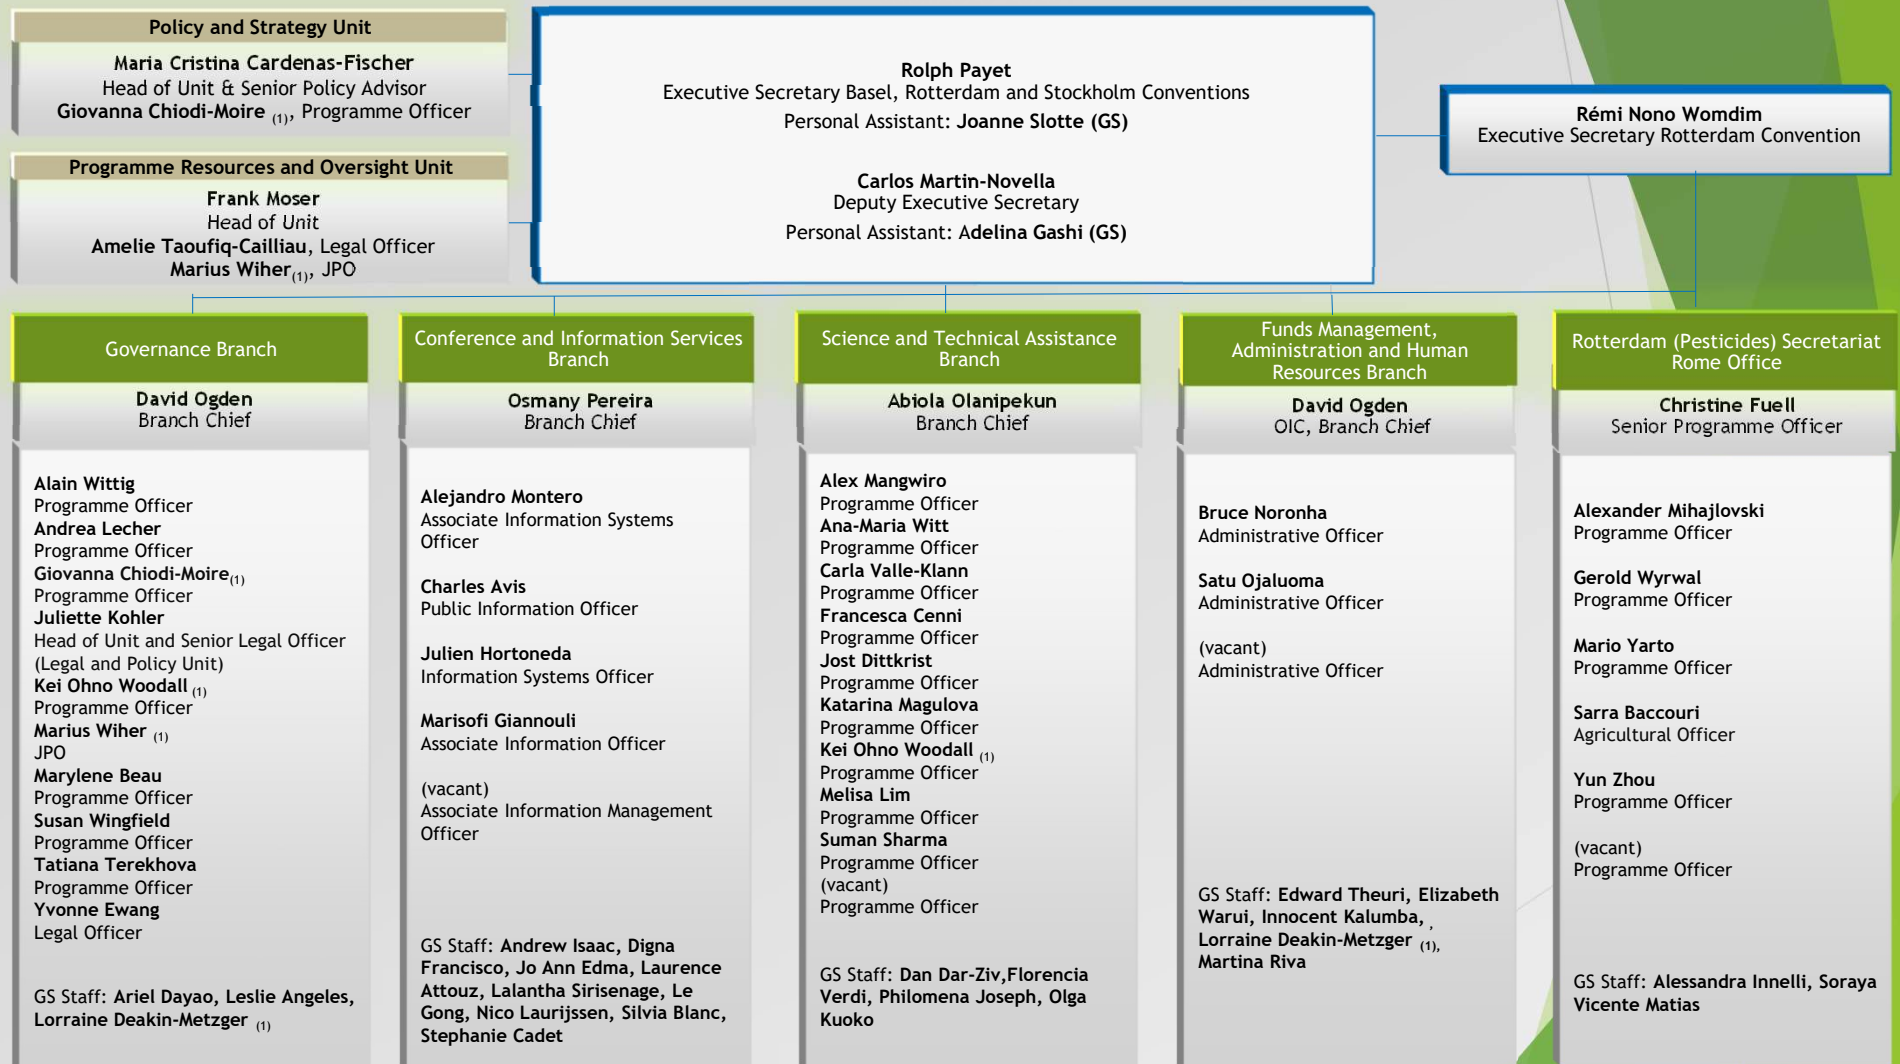 Policy and Strategy Unit
Maria Cristina Cardenas-Fischer
Head of Unit & Senior Policy Advisor
Giovanna Chiodi-Moire (1), Programme Officer
Programme Resources and Oversight Unit
Frank Moser
Head of Unit
Amelie Taoufiq-Cailliau, Legal Officer
Marius Wiher(1), JPO
Rolph Payet
Executive Secretary Basel, Rotterdam and Stockholm Conventions
Personal Assistant: Joanne Slotte (GS)
Carlos Martin-Novella
Deputy Executive Secretary
Personal Assistant: Adelina Gashi (GS)
Rémi Nono Womdim
Executive Secretary Rotterdam Convention
Governance Branch
David Ogden
Branch Chief
Alain Wittig
Programme Officer
Andrea Lecher
Programme Officer
Giovanna Chiodi-Moire(1)
Programme Officer
Juliette Kohler
Head of Unit and Senior Legal Officer
(Legal and Policy Unit)
Kei Ohno Woodall (1)
Programme Officer
Marius Wiher (1)
JPO
Marylene Beau
Programme Officer
Susan Wingfield
Programme Officer
Tatiana Terekhova
Programme Officer
Yvonne Ewang
Legal Officer
GS Staff: Ariel Dayao, Leslie Angeles,
Lorraine Deakin-Metzger (1)
Conference and Information Services
Branch
Osmany Pereira
Branch Chief
Alejandro Montero
Associate Information Systems
Officer
Charles Avis
Public Information Officer
Julien Hortoneda
Information Systems Officer
Marisofi Giannouli
Associate Information Officer
(vacant)
Associate Information Management
Officer
GS Staff: Andrew Isaac, Digna
Francisco, Jo Ann Edma, Laurence
Attouz, Lalantha Sirisenage, Le
Gong, Nico Laurijssen, Silvia Blanc,
Stephanie Cadet
Science and Technical Assistance
Branch
Abiola Olanipekun
Branch Chief
Alex Mangwiro
Programme Officer
Ana-Maria Witt
Programme Officer
Carla Valle-Klann
Programme Officer
Francesca Cenni
Programme Officer
Jost Dittkrist
Programme Officer
Katarina Magulova
Programme Officer
Kei Ohno Woodall (1)
Programme Officer
Melisa Lim
Programme Officer
Suman Sharma
Programme Officer
(vacant)
Programme Officer
GS Staff: Dan Dar-Ziv,Florencia
Verdi, Philomena Joseph, Olga
Kuoko
Funds Management,
Administration and Human
Resources Branch
David Ogden
OIC, Branch Chief
Bruce Noronha
Administrative Officer
Satu Ojaluoma
Administrative Officer
(vacant)
Administrative Officer
GS Staff: Edward Theuri, Elizabeth
Warui, Innocent Kalumba, ,
Lorraine Deakin-Metzger (1),
Martina Riva
Rotterdam (Pesticides) Secretariat
Rome Office
Christine Fuell
Senior Programme Officer
Alexander Mihajlovski
Programme Officer
Gerold Wyrwal
Programme Officer
Mario Yarto
Programme Officer
Sarra Baccouri
Agricultural Officer
Yun Zhou
Programme Officer
(vacant)
Programme Officer
GS Staff: Alessandra Innelli, Soraya
Vicente Matias